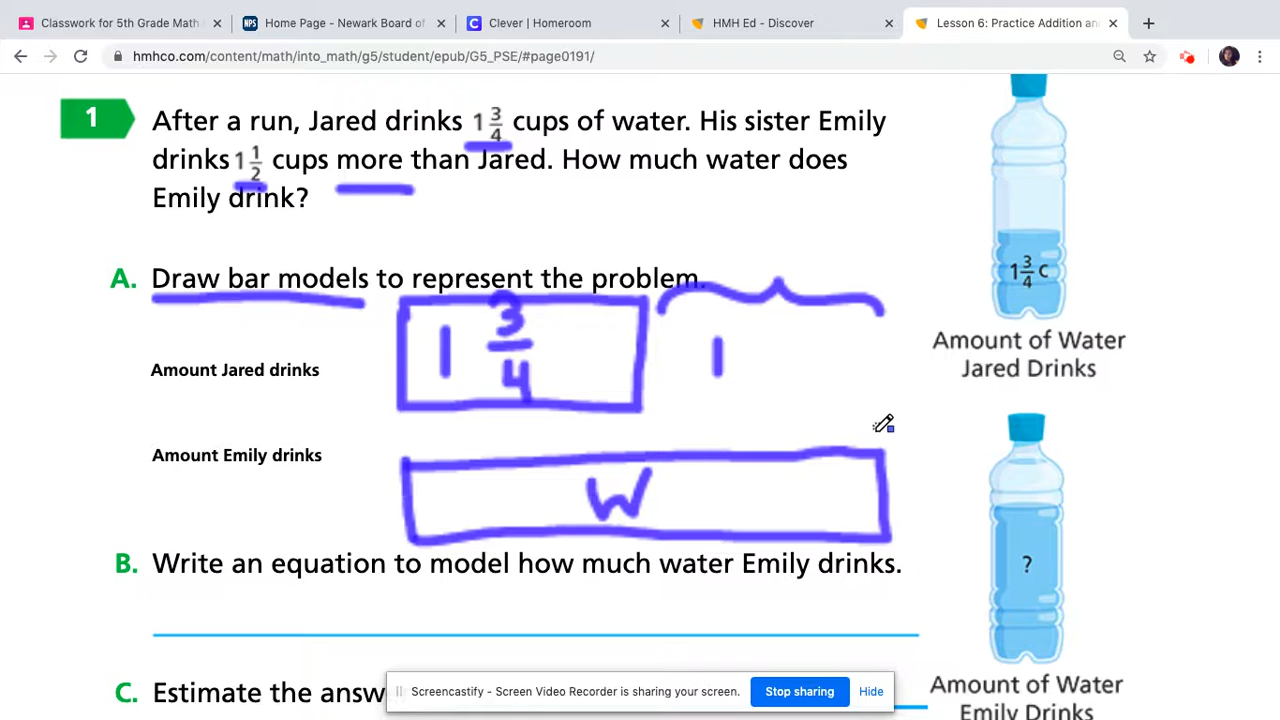 Classwork for 5th Grade Math
Home Page - Newark Board of
Clever | Homeroom
HMH Ed - Discover
Lesson 6: Practice Addition and
hmhco.com/content/math/into_math/g5/student/epub/G5_PSE/#page0191/
1 After a run, Jared drinks 1 3/4 cups of water. His sister Emily
drinks 1 1/2 cups more than Jared. How much water does
Emily drink?
1 3/4 C
Amount of Water
Jared Drinks
A. Draw bar models to represent the problem.
Amount Jared drinks 1 3/4 1
Amount Emily drinks W
?
Amount of Water
Emily Drinks
B. Write an equation to model how much water Emily drinks.
C. Estimate the answ
Screencastify - Screen Video Recorder is sharing your screen.
Stop sharing
Hide